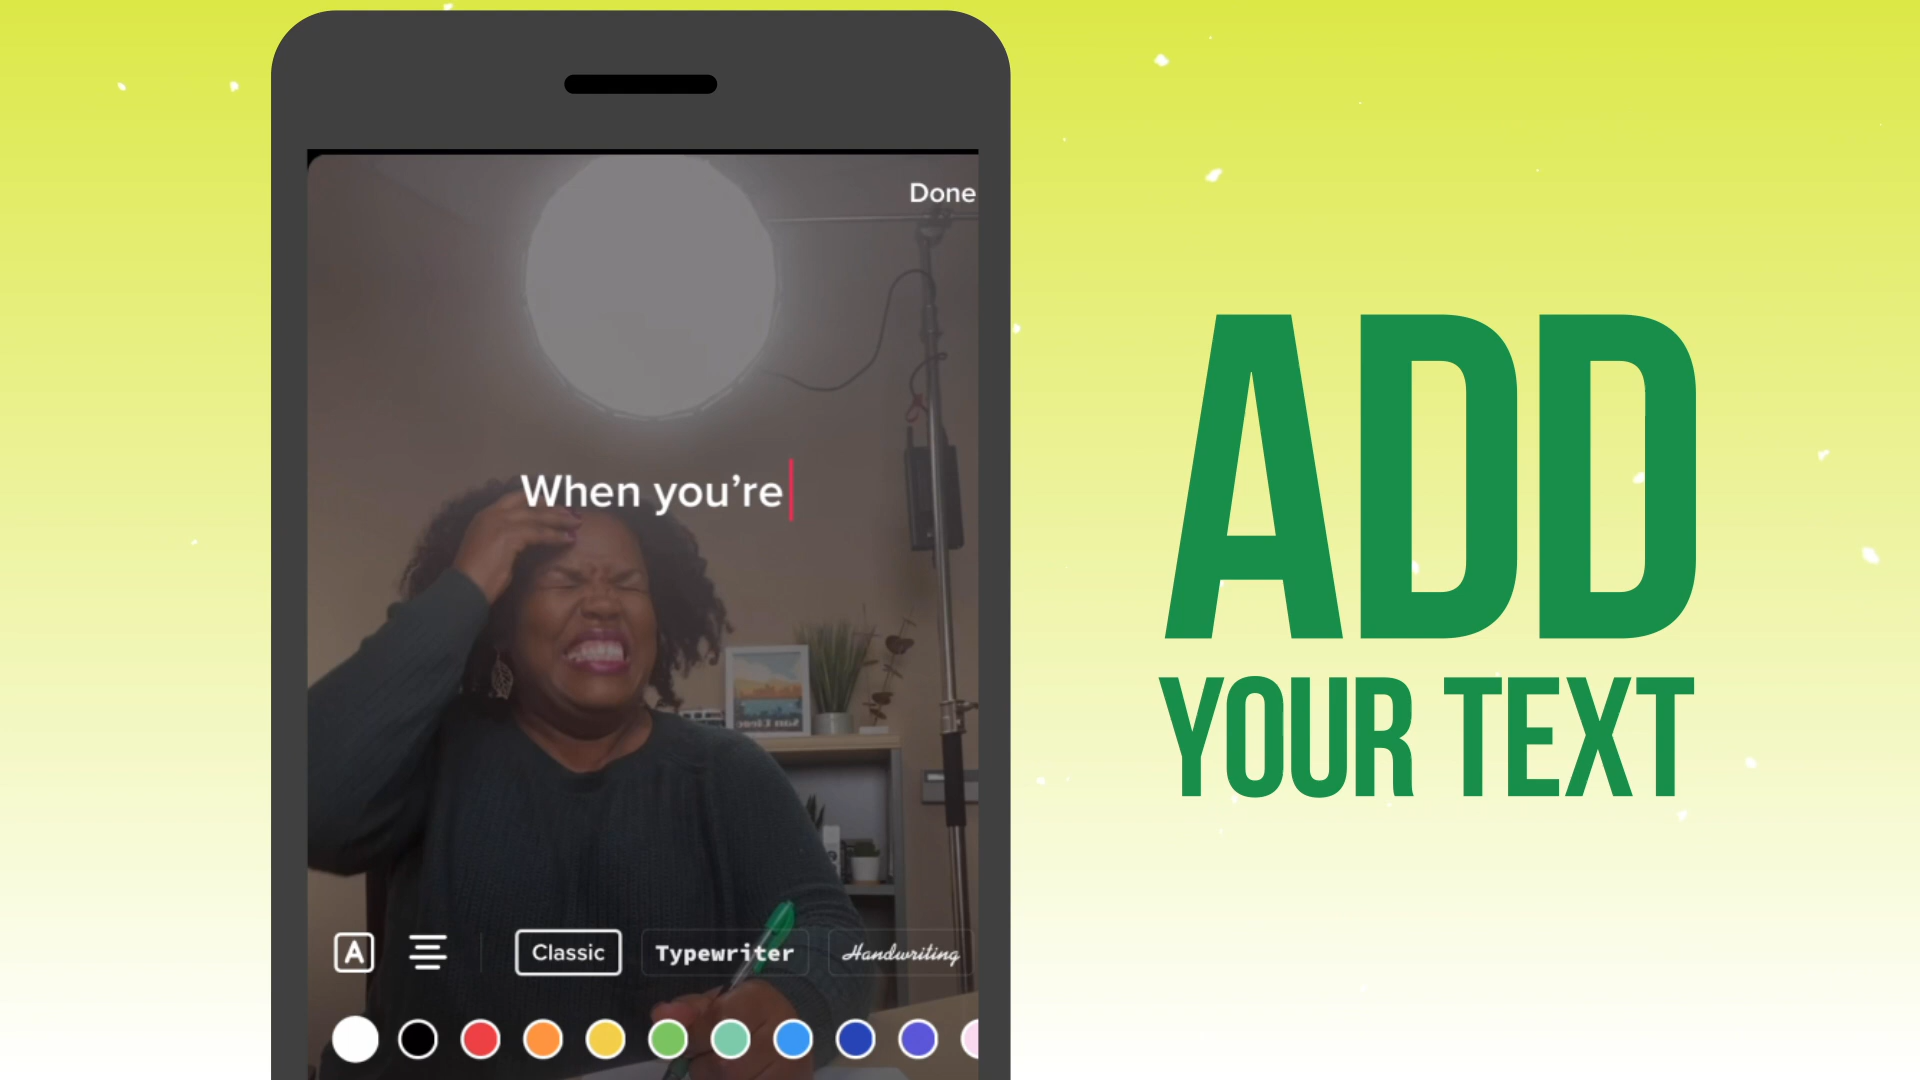 Done
When you’re
A
Classic
Typewriter
Handwriting
ADD
YOUR TEXT